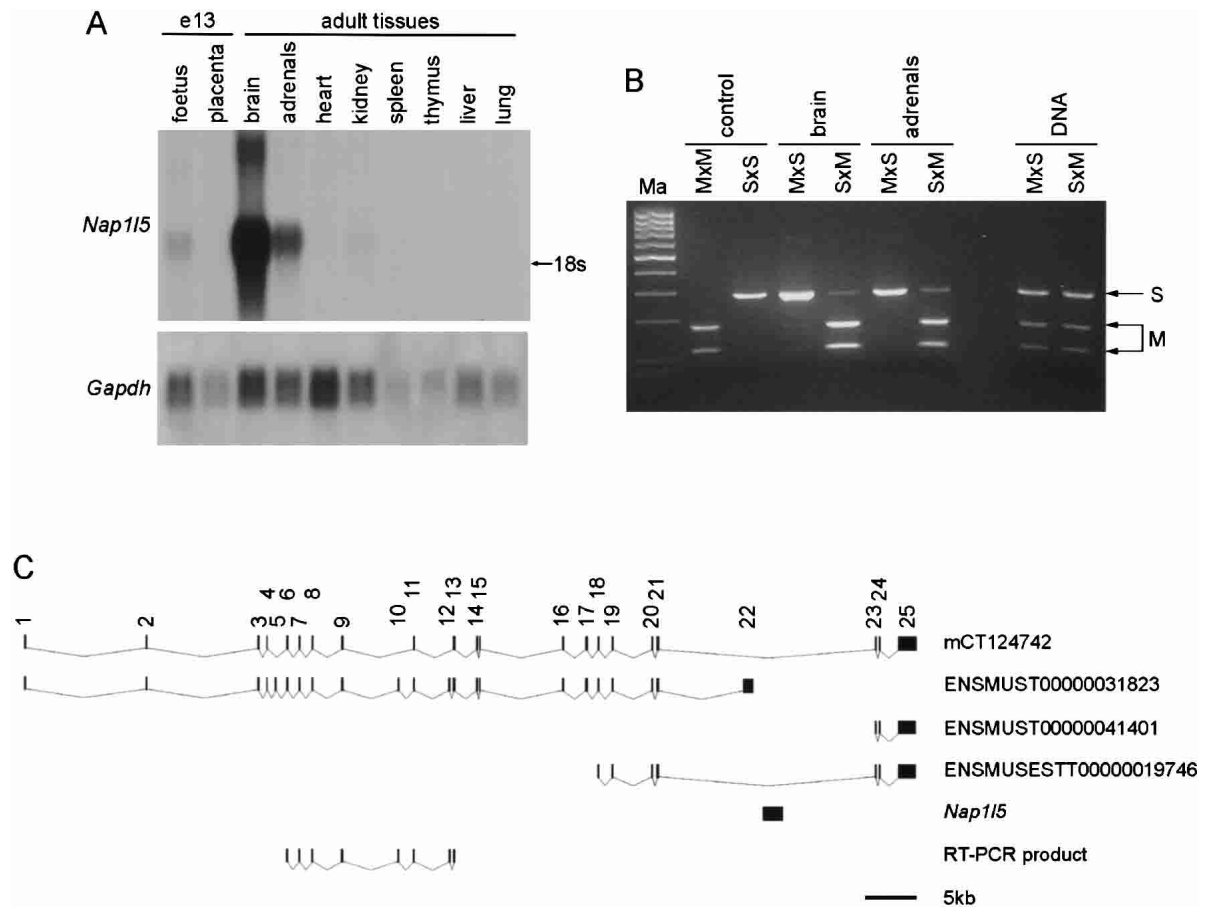 A
e13
adult tissues
foetus
placenta
brain
adrenals
heart
kidney
spleen
thymus
liver
lung
Nap1l5
18s
Gapdh
B
control
brain
adrenals
DNA
Ma
MxM
SxS
MxS
SxM
MxS
SxM
MxS
SxM
S
M
C
1 2 3 4 5 6 7 8 9 10 11 12 13 14 15 16 17 18 19 20 21 22 23 24 25
mCT124742
ENSMUST00000031823
ENSMUST00000041401
ENSMUSESTT00000019746
Nap1l5
RT-PCR product
5kb